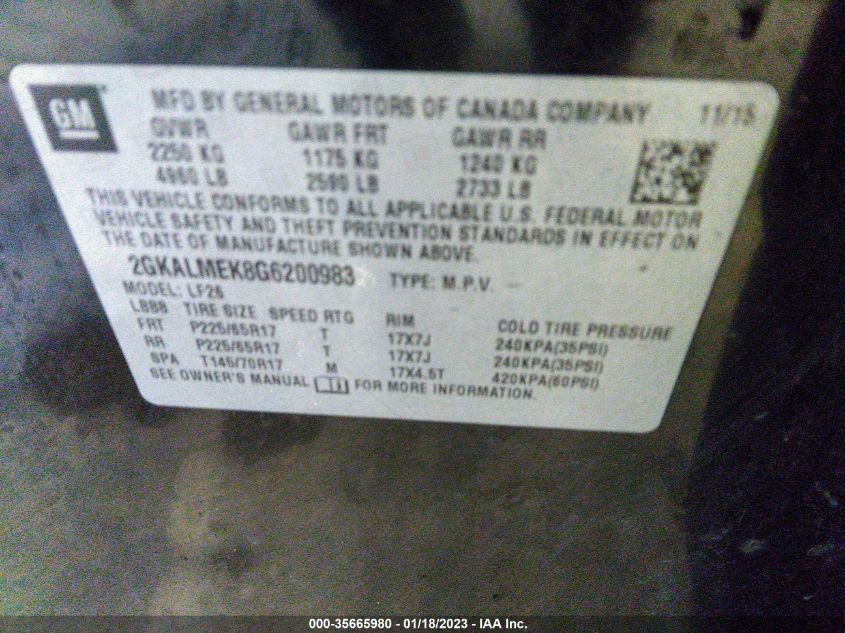 GM
MFD BY GENERAL MOTORS OF CANADA COMPANY 11/15
GVWR GAWR FRT GAWR RR
2250 KG 1175 KG 1240 KG
4960 LB 2590 LB 2733 LB
THIS VEHICLE CONFORMS TO ALL APPLICABLE U.S. FEDERAL MOTOR
VEHICLE SAFETY AND THEFT PREVENTION STANDARDS IN EFFECT ON
THE DATE OF MANUFACTURE SHOWN ABOVE.
2GKALMEK8G6200983 TYPE: M.P.V.
MODEL: LF26
LBBB TIRE SIZE SPEED RTG RIM COLD TIRE PRESSURE
FRT P225/65R17 T 17X7J 240KPA(35PSI)
RR P225/65R17 T 17X7J 240KPA(35PSI)
SPA T145/70R17 M 17X4.5T 420KPA(60PSI)
SEE OWNER'S MANUAL FOR MORE INFORMATION.
000-35665980 - 01/18/2023 - IAA Inc.